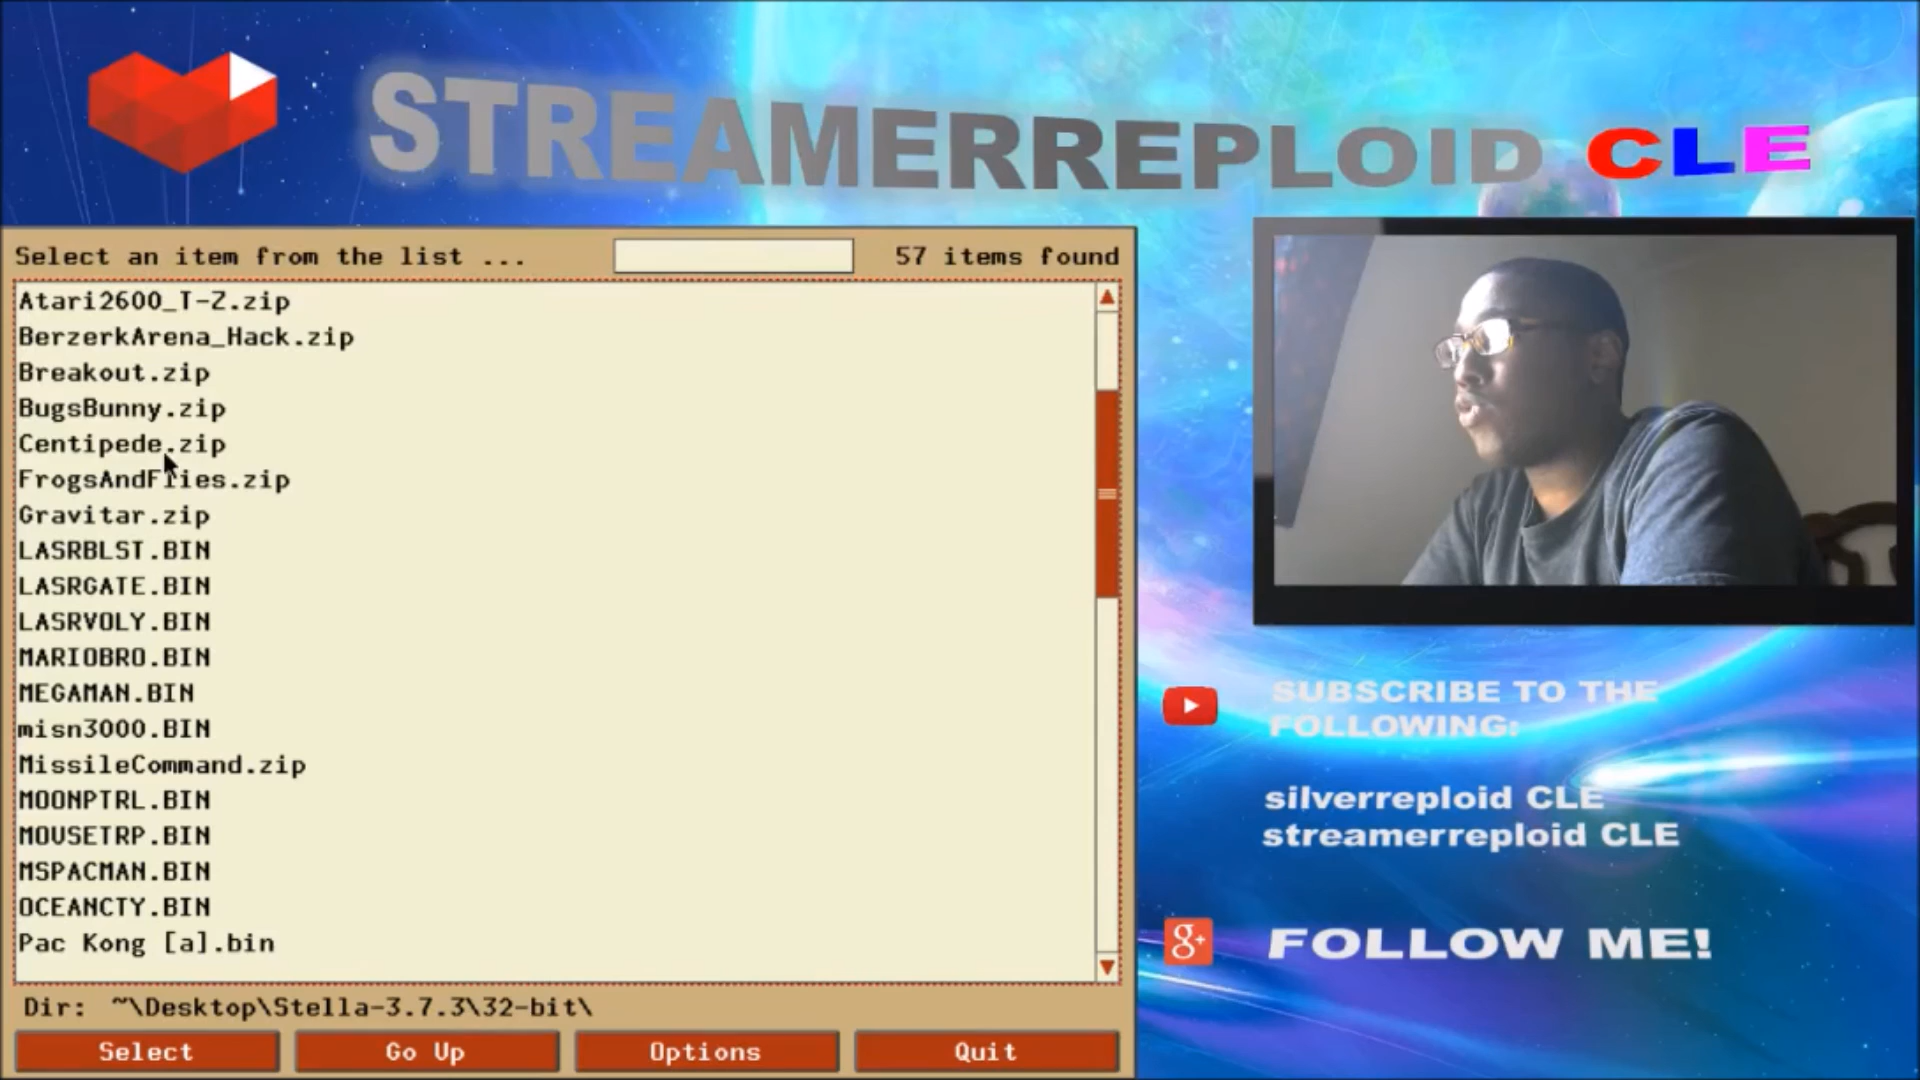 STREAMERREPLOID CLE
Select an item from the list ...
57 items found
Atari2600_T-Z.zip
BerzerkArena_Hack.zip
Breakout.zip
BugsBunny.zip
Centipede.zip
FrogsAndFlies.zip
Gravitar.zip
LASRBLST.BIN
LASRGATE.BIN
LASRVOLY.BIN
MARIOBRO.BIN
MEGAMAN.BIN
misn3000.BIN
MissileCommand.zip
MOONPTRL.BIN
MOUSETRP.BIN
MSPACMAN.BIN
OCEANCTY.BIN
Pac Kong [a].bin
Dir: ~\Desktop\Stella-3.7.3\32-bit\
Select
Go Up
Options
Quit
SUBSCRIBE TO THE
FOLLOWING:
silverreploid CLE
streamerreploid CLE
g+
FOLLOW ME!